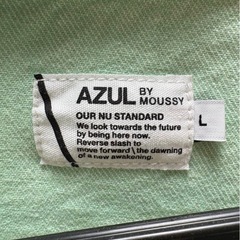 AZUL BY
MOUSSY
OUR NU STANDARD
We look towards the future
by being here now.
Reverse slash to
move forward \ the dawning
of a new awakening.
L